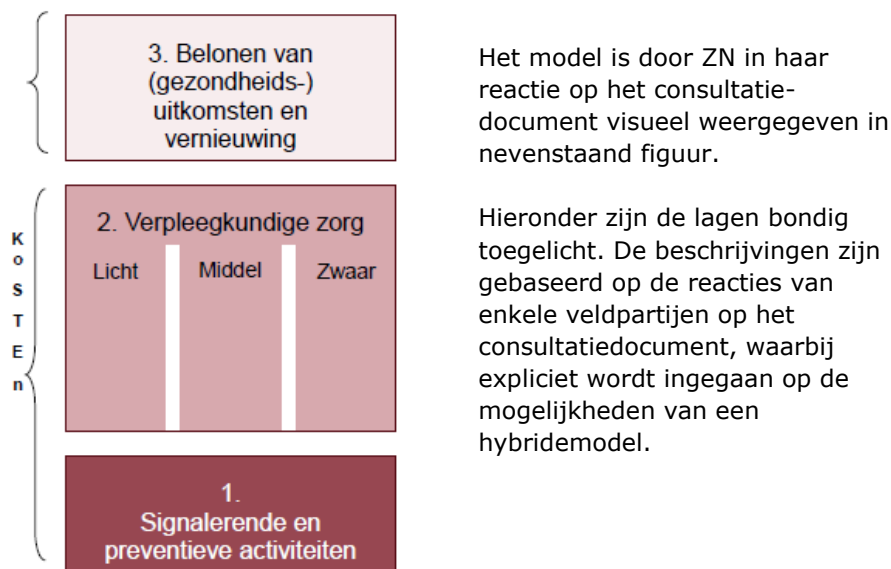 3. Belonen van
(gezondheids-)
uitkomsten en
vernieuwing
K
o
S
T
E
n
2. Verpleegkundige zorg
Licht Middel Zwaar
1.
Signalerende en
preventieve activiteiten
Het model is door ZN in haar
reactie op het consultatie-
document visueel weergegeven in
nevenstaand figuur.
Hieronder zijn de lagen bondig
toegelicht. De beschrijvingen zijn
gebaseerd op de reacties van
enkele veldpartijen op het
consultatiedocument, waarbij
expliciet wordt ingegaan op de
mogelijkheden van een
hybridemodel.